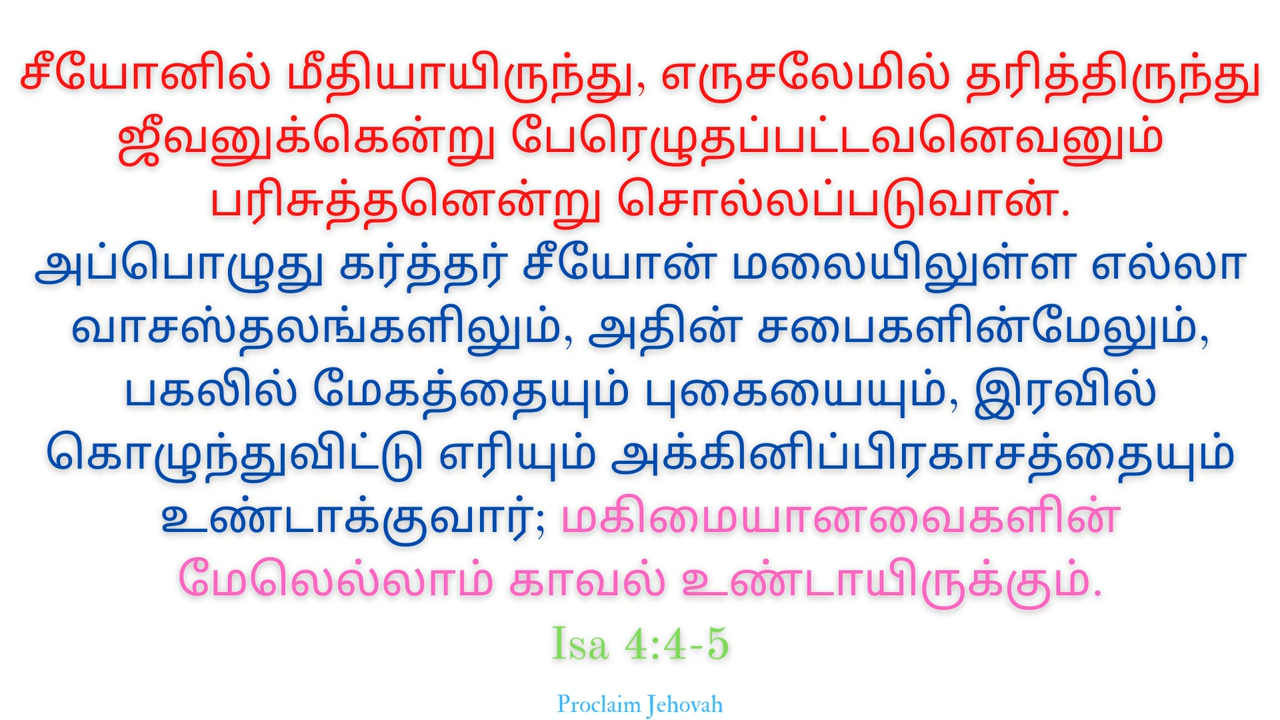 சீயோனில் மீதியாயிருந்து, எருசலேமில் தரித்திருந்து
ஜீவனுக்கென்று பேரெழுதப்பட்டவனெவனும்
பரிசுத்தனென்று சொல்லப்படுவான்.
அப்பொழுது கர்த்தர் சீயோன் மலையிலுள்ள எல்லா
வாசஸ்தலங்களிலும், அதின் சபைகளின்மேலும்,
பகலில் மேகத்தையும் புகையையும், இரவில்
கொழுந்துவிட்டு எரியும் அக்கினிப்பிரகாசத்தையும்
உண்டாக்குவார்; மகிமையானவைகளின்
மேலெல்லாம் காவல் உண்டாயிருக்கும்.
Isa 4:4-5
Proclaim Jehovah